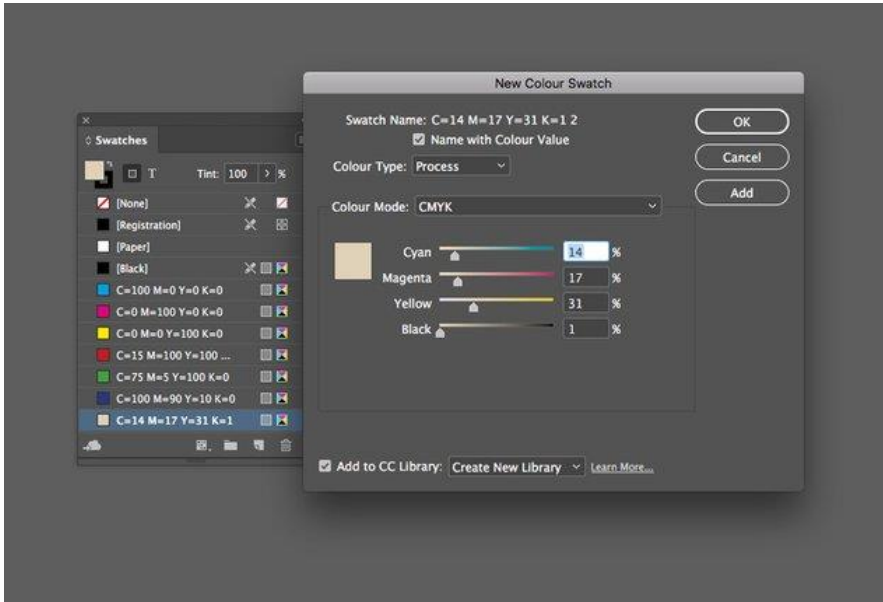 Swatches
T Tint: 100 > %
[None]
[Registration]
[Paper]
[Black]
C=100 M=0 Y=0 K=0
C=0 M=100 Y=0 K=0
C=0 M=0 Y=100 K=0
C=15 M=100 Y=100 ...
C=75 M=5 Y=100 K=0
C=100 M=90 Y=10 K=0
C=14 M=17 Y=31 K=1
New Colour Swatch
Swatch Name: C=14 M=17 Y=31 K=1 2
Name with Colour Value
Colour Type: Process
Colour Mode: CMYK
Cyan 14 %
Magenta 17 %
Yellow 31 %
Black 1 %
Add to CC Library: Create New Library Learn More...
OK
Cancel
Add